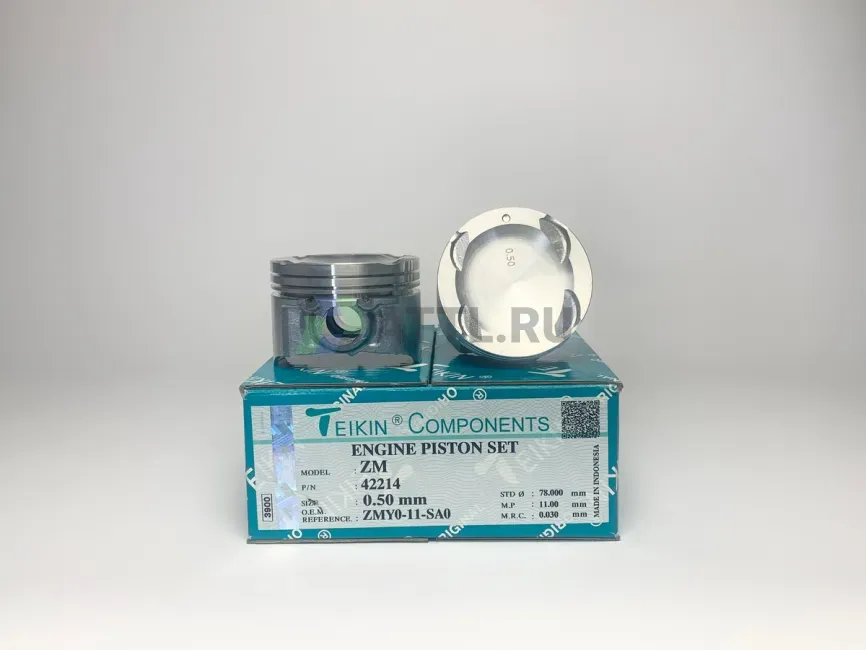 0.50
TTL.RU
TEIKIN® COMPONENTS
ENGINE PISTON SET
MODEL : ZM
P/N : 42214
SIZE : 0.50 mm
O.E.M. REFERENCE : ZMY0-11-SA0
STD Ø : 78.000 mm
M.P : 11.00 mm
M.R.C. : 0.030 mm
3900
MADE IN INDONESIA